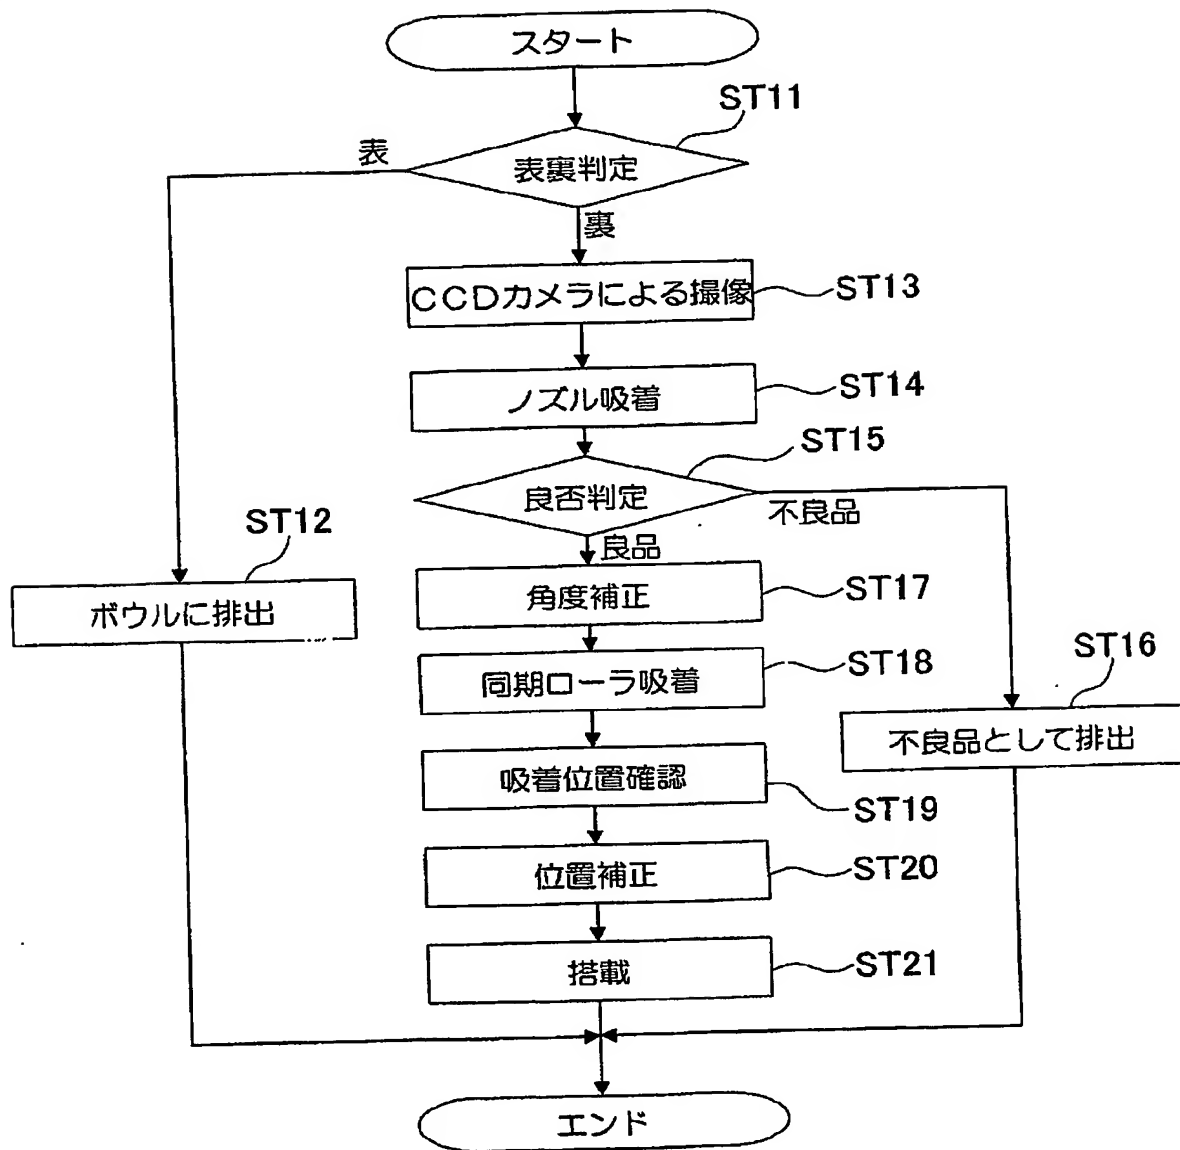 スタート
ST11
表
表裏判定
裏
CCDカメラによる撮像
ST13
ノズル吸着
ST14
ST15
良否判定
不良品
良品
ST12
ボウルに排出
角度補正
ST17
同期ローラ吸着
ST18
ST16
不良品として排出
吸着位置確認
ST19
位置補正
ST20
搭載
ST21
エンド